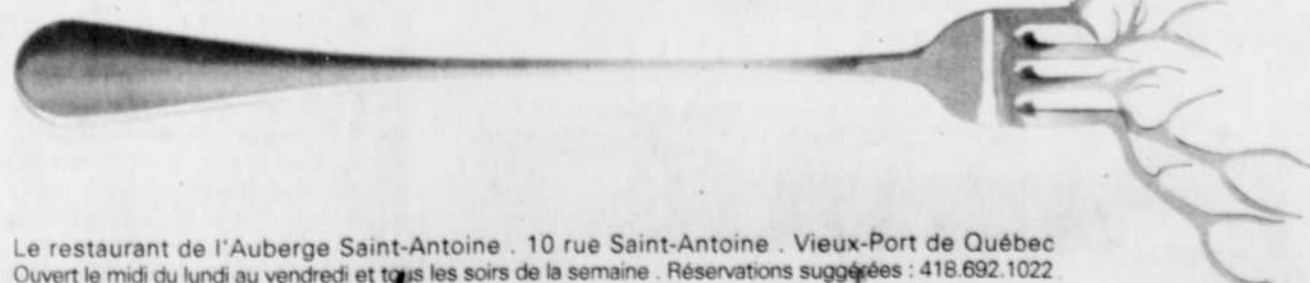 Le restaurant de l'Auberge Saint-Antoine . 10 rue Saint-Antoine . Vieux-Port de Québec
Ouvert le midi du lundi au vendredi et tous les soirs de la semaine . Réservations suggérées : 418.692.1022